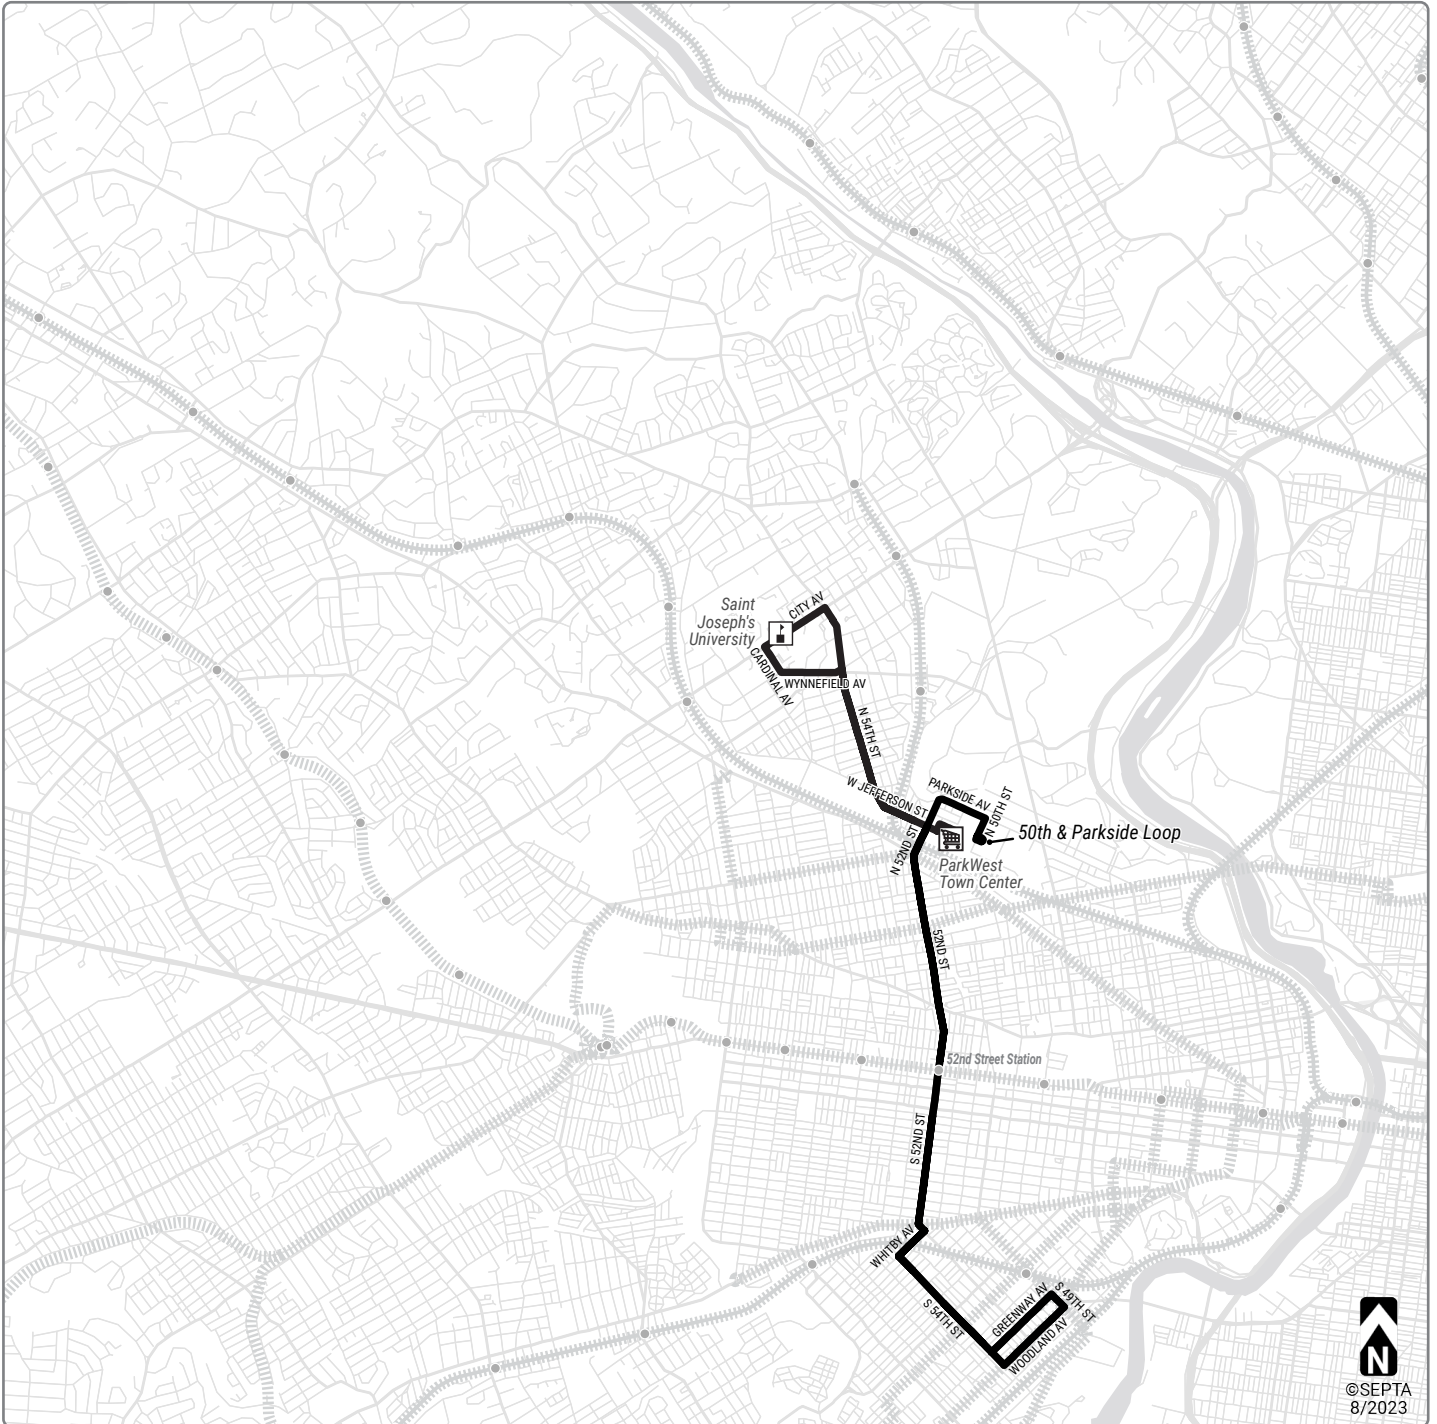 CITY AV
Saint
Joseph's
University
CARDINAL AV
WYNNEFIELD AV
N 54TH ST
W JEFFERSON ST
PARKSIDE AV
N 50TH ST
50th & Parkside Loop
N 52ND ST
ParkWest
Town Center
52ND ST
52nd Street Station
S 52ND ST
WHITBY AV
S 54TH ST
GREENWAY AV
S 49TH ST
WOODLAND AV
N
©SEPTA
8/2023